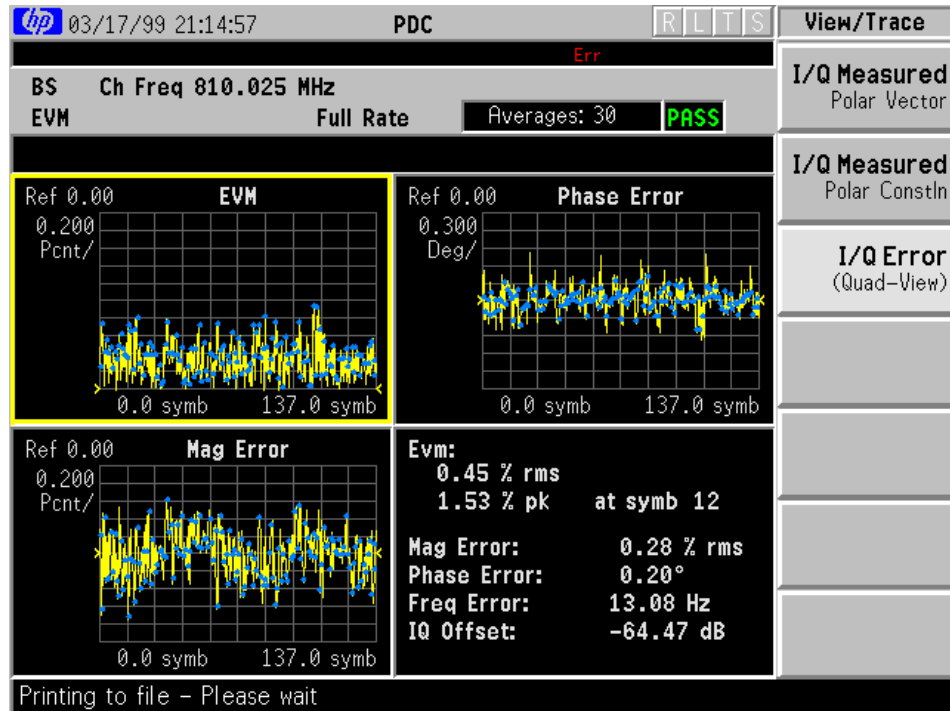 hp 03/17/99 21:14:57 PDC R L T S View/Trace
Err
BS Ch Freq 810.025 MHz
EVM Full Rate Averages: 30 PASS
I/Q Measured
Polar Vector
I/Q Measured
Polar Constln
I/Q Error
(Quad-View)
Ref 0.00 EVM
0.200
Pcnt/
0.0 symb 137.0 symb
Ref 0.00 Phase Error
0.300
Deg/
0.0 symb 137.0 symb
Ref 0.00 Mag Error
0.200
Pcnt/
0.0 symb 137.0 symb
Evm:
0.45 % rms
1.53 % pk at symb 12
Mag Error: 0.28 % rms
Phase Error: 0.20°
Freq Error: 13.08 Hz
IQ Offset: -64.47 dB
Printing to file - Please wait